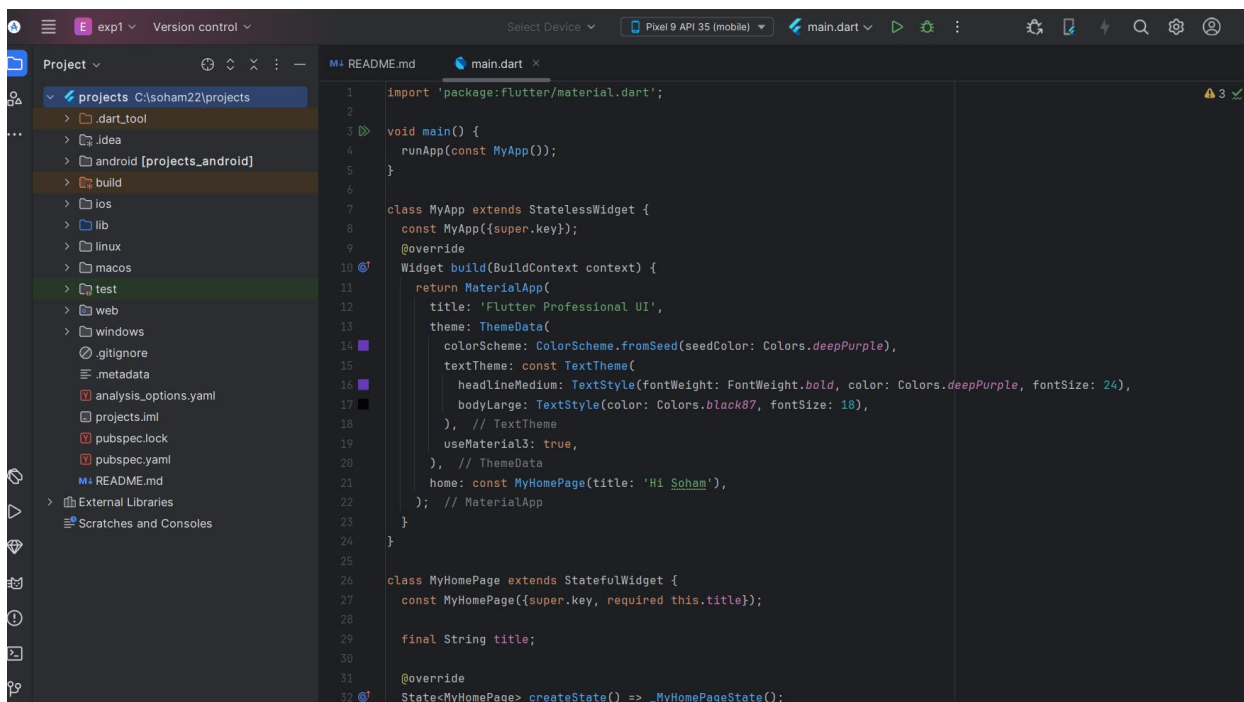 E exp1 Version control Select Device Pixel 9 API 35 (mobile) main.dart
Project
README.md main.dart
projects C:\soham22\projects
.dart_tool
.idea
android [projects_android]
build
ios
lib
linux
macos
test
web
windows
.gitignore
.metadata
analysis_options.yaml
projects.iml
pubspec.lock
pubspec.yaml
README.md
External Libraries
Scratches and Consoles
1 import 'package:flutter/material.dart'; 3
2
3 void main() {
4 runApp(const MyApp());
5 }
6
7 class MyApp extends StatelessWidget {
8 const MyApp({super.key});
9 @override
10 Widget build(BuildContext context) {
11 return MaterialApp(
12 title: 'Flutter Professional UI',
13 theme: ThemeData(
14 colorScheme: ColorScheme.fromSeed(seedColor: Colors.deepPurple),
15 textTheme: const TextTheme(
16 headlineMedium: TextStyle(fontWeight: FontWeight.bold, color: Colors.deepPurple, fontSize: 24),
17 bodyLarge: TextStyle(color: Colors.black87, fontSize: 18),
18 ), // TextTheme
19 useMaterial3: true,
20 ), // ThemeData
21 home: const MyHomePage(title: 'Hi Soham'),
22 ); // MaterialApp
23 }
24 }
25
26 class MyHomePage extends StatefulWidget {
27 const MyHomePage({super.key, required this.title});
28
29 final String title;
30
31 @override
32 State<MyHomePage> createState() => _MyHomePageState();